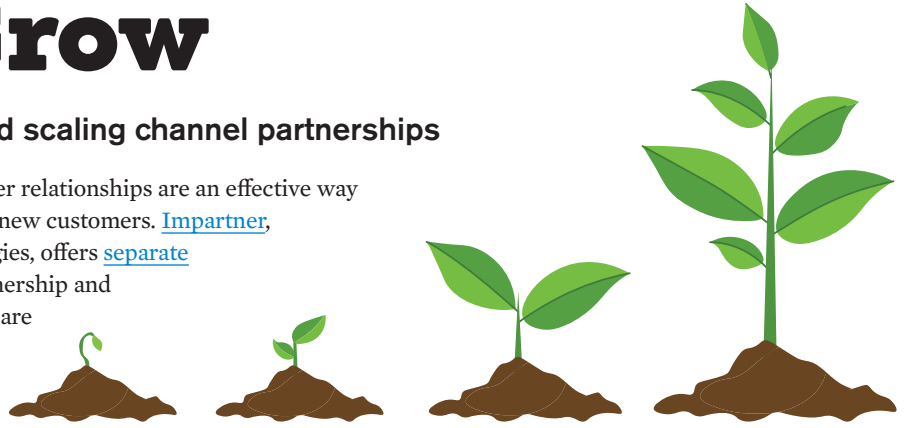 row
d scaling channel partnerships
er relationships are an effective way
new customers. Impartner,
gies, offers separate
nership and
are